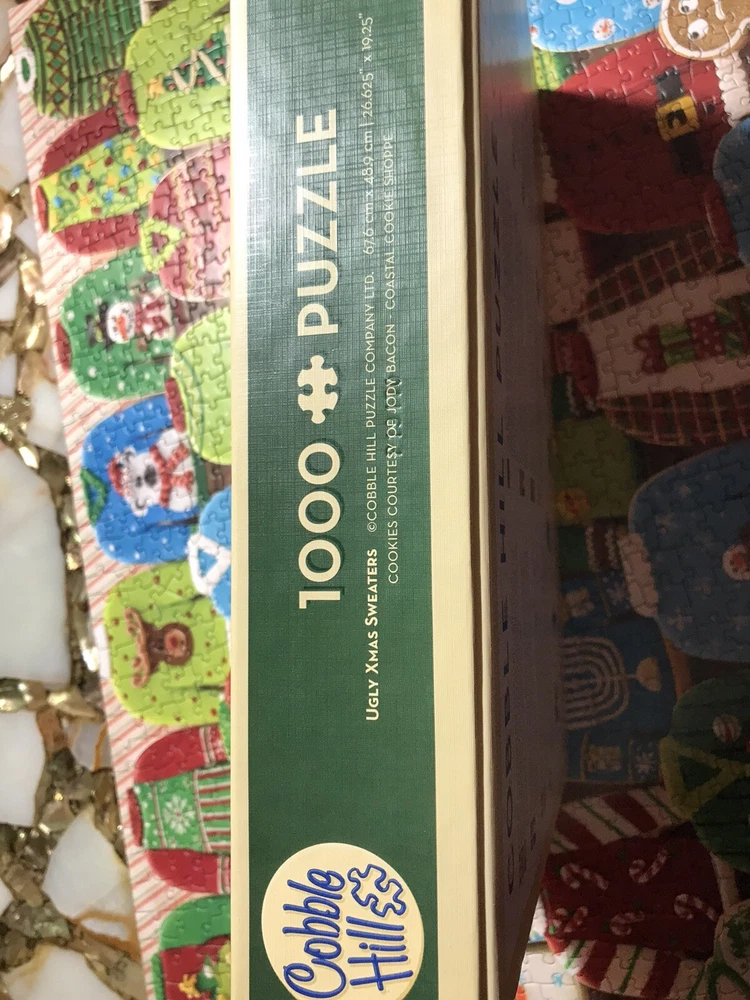 1000 PUZZLE
UGLY XMAS SWEATERS ©COBBLE HILL PUZZLE COMPANY LTD. 67.6 cm x 48.9 cm | 26.625" x 19.25"
COOKIES COURTESY OF JODY BACON - COASTAL COOKIE SHOPPE
Cobble
Hill